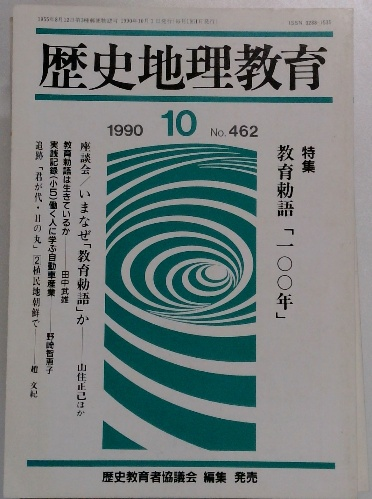 歴史地理教育
1990 10 No.462
特集
教育勅語「一〇〇年」
座談会／いまなぜ「教育勅語」か——山住正己ほか
教育勅語は生きているか——田中武雄
実践記録〈小5〉働く人に学ぶ自動車産業——野崎智恵子
追跡「君が代・日の丸」2植民地朝鮮で——趙 文紀
歴史教育者協議会 編集 発売